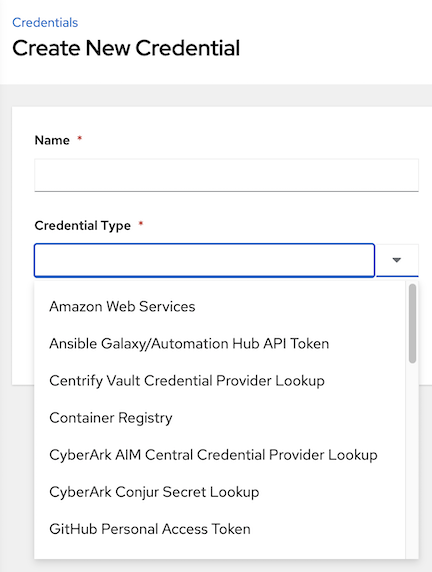 Credentials
Create New Credential
Name *
Credential Type *
Amazon Web Services
Ansible Galaxy/Automation Hub API Token
Centrify Vault Credential Provider Lookup
Container Registry
CyberArk AIM Central Credential Provider Lookup
CyberArk Conjur Secret Lookup
GitHub Personal Access Token